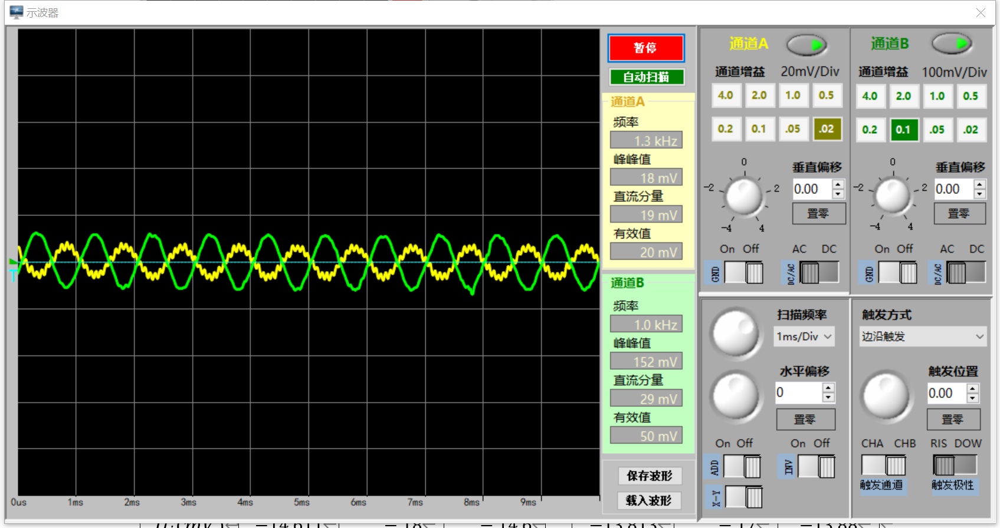 示波器
暂停
自动扫描
通道A
频率
1.3 kHz
峰峰值
18 mV
直流分量
19 mV
有效值
20 mV
通道B
频率
1.0 kHz
峰峰值
152 mV
直流分量
29 mV
有效值
50 mV
保存波形
载入波形
T
0us 1ms 2ms 3ms 4ms 5ms 6ms 7ms 8ms 9ms
通道A
通道增益 20mV/Div
4.0 2.0 1.0 0.5
0.2 0.1 .05 .02
0
-2 2
-4 4
垂直偏移
0.00
置零
On Off
GND
AC DC
DC/AC
通道B
通道增益 100mV/Div
4.0 2.0 1.0 0.5
0.2 0.1 .05 .02
0
-2 2
-4 4
垂直偏移
0.00
置零
On Off
GND
AC DC
DC/AC
扫描频率
1ms/Div
水平偏移
0
置零
On Off
ADD
On Off
INV
X-Y
触发方式
边沿触发
触发位置
0.00
置零
CHA CHB
触发通道
RIS DOW
触发极性